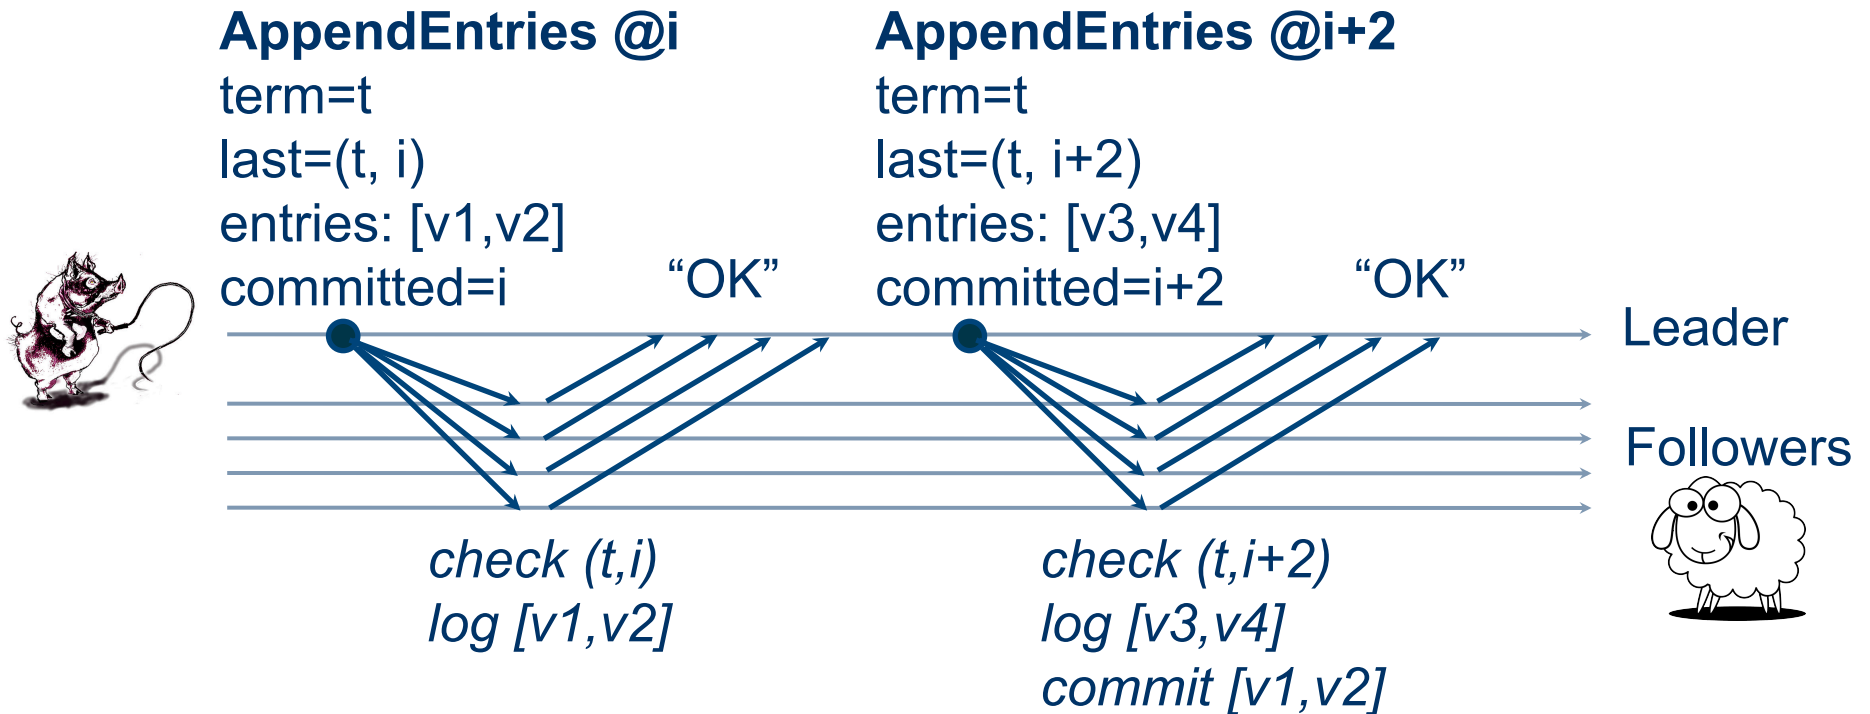 AppendEntries @i
term=t
last=(t, i)
entries: [v1,v2]
committed=i
“OK”
AppendEntries @i+2
term=t
last=(t, i+2)
entries: [v3,v4]
committed=i+2
“OK”
Leader
Followers
check (t,i)
log [v1,v2]
check (t,i+2)
log [v3,v4]
commit [v1,v2]